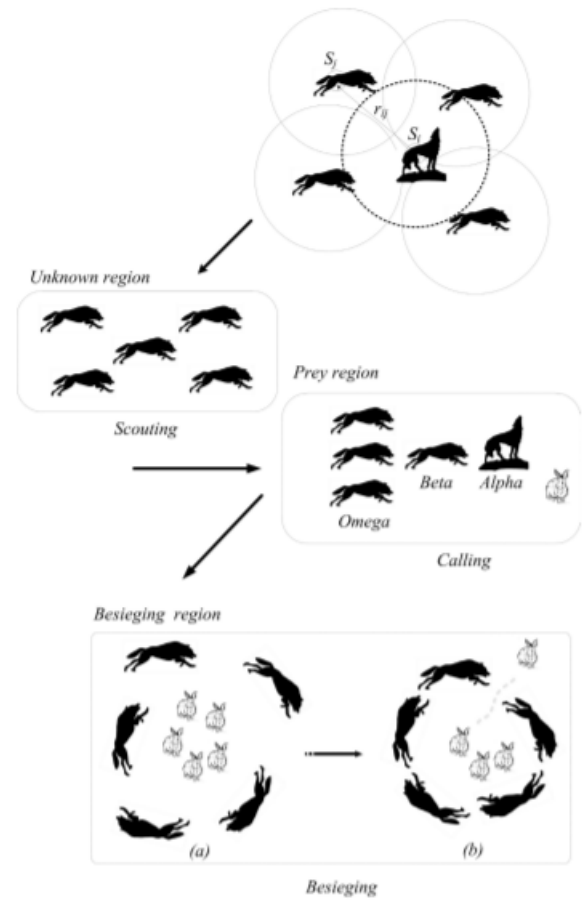 S_j
r_ij
S_i
Unknown region
Scouting
Prey region
Beta Alpha
Omega
Calling
Besieging region
(a) (b)
Besieging